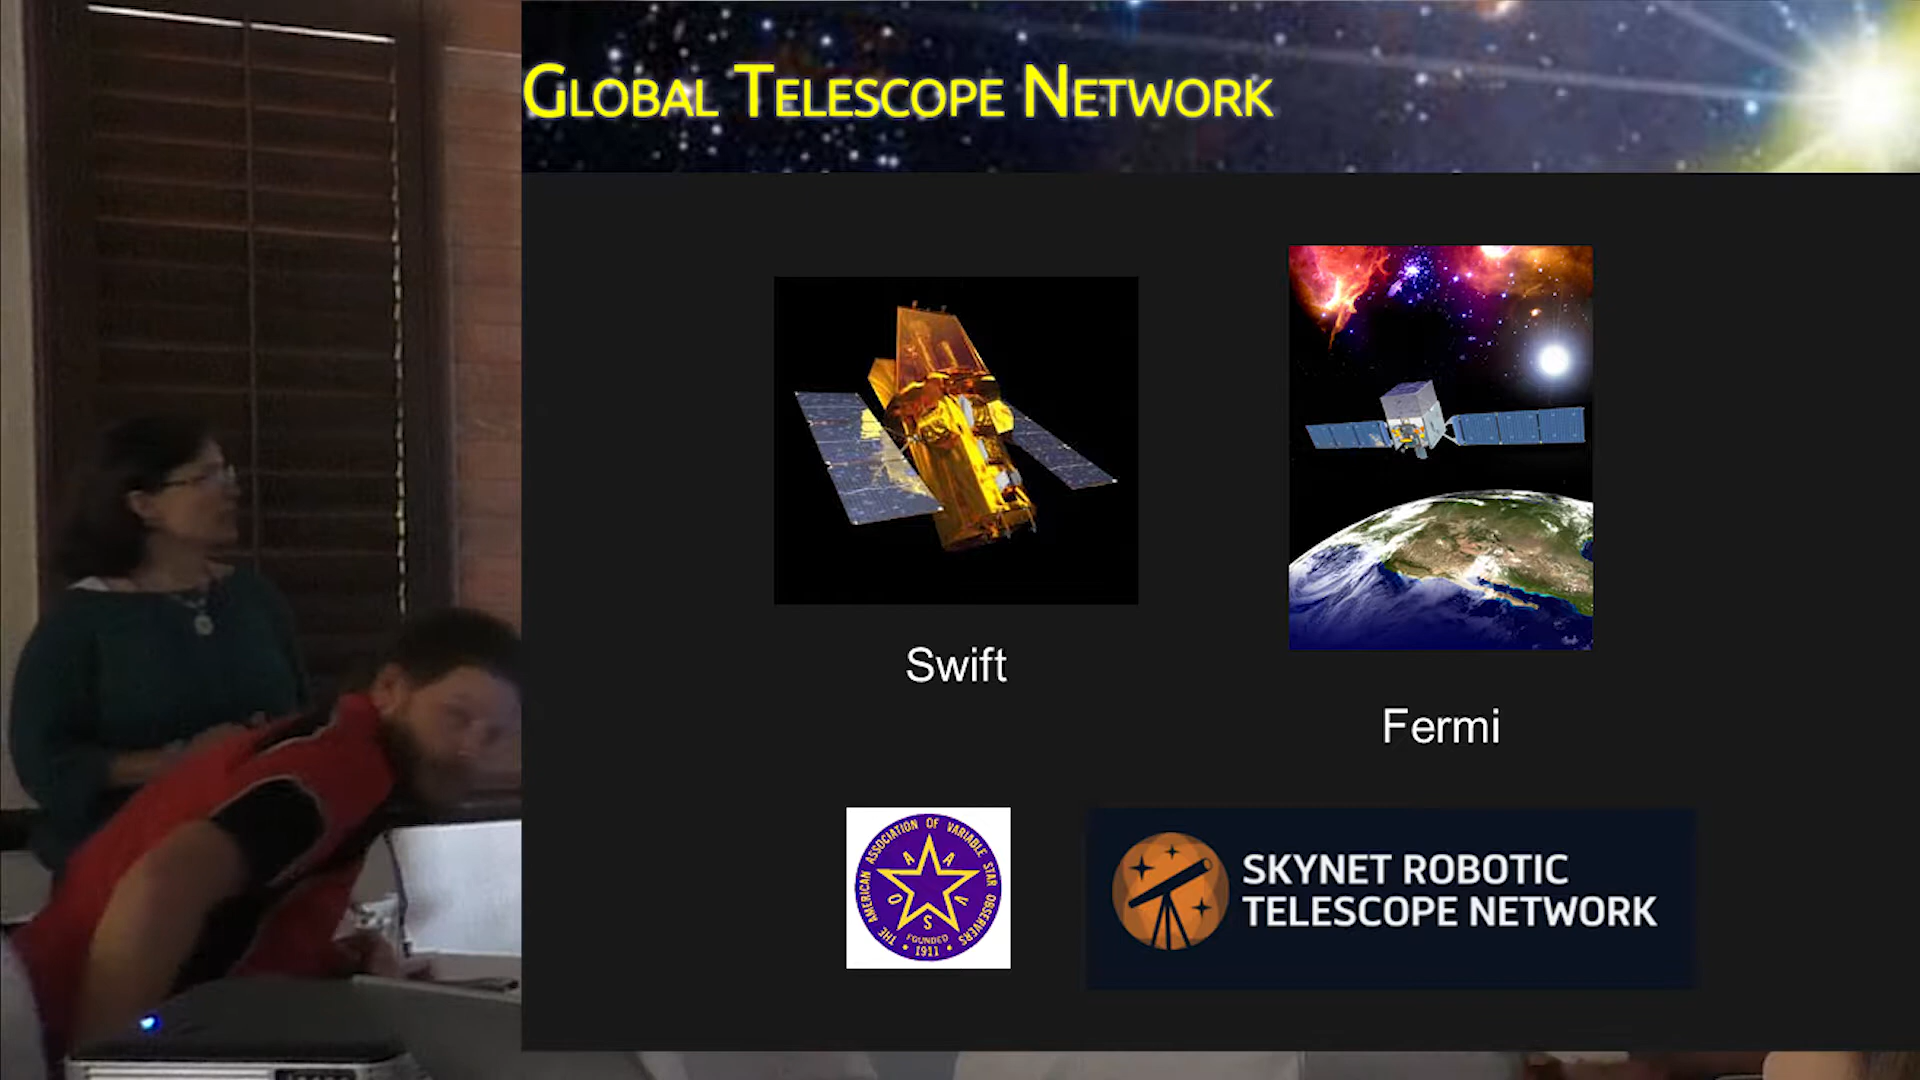 GLOBAL TELESCOPE NETWORK
Swift
Fermi
THE AMERICAN ASSOCIATION OF VARIABLE STAR OBSERVERS
A A V S O
FOUNDED
1911
SKYNET ROBOTIC
TELESCOPE NETWORK